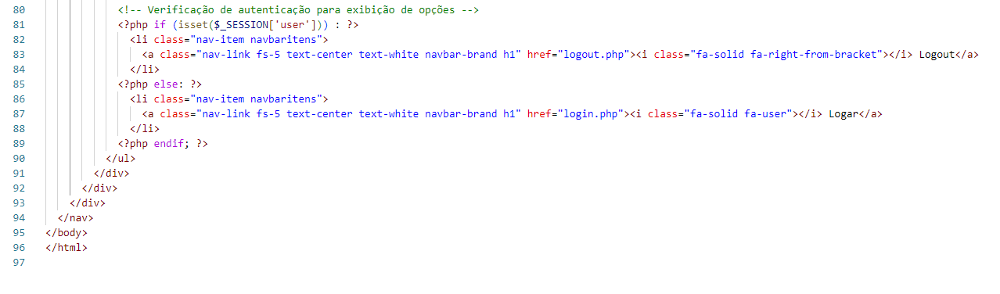 80 <!-- Verificação de autenticação para exibição de opções -->
81 <?php if (isset($_SESSION['user'])) : ?>
82 <li class="nav-item navbaritens">
83 <a class="nav-link fs-5 text-center text-white navbar-brand h1" href="logout.php"><i class="fa-solid fa-right-from-bracket"></i> Logout</a>
84 </li>
85 <?php else: ?>
86 <li class="nav-item navbaritens">
87 <a class="nav-link fs-5 text-center text-white navbar-brand h1" href="login.php"><i class="fa-solid fa-user"></i> Logar</a>
88 </li>
89 <?php endif; ?>
90 </ul>
91 </div>
92 </div>
93 </div>
94 </nav>
95 </body>
96 </html>
97